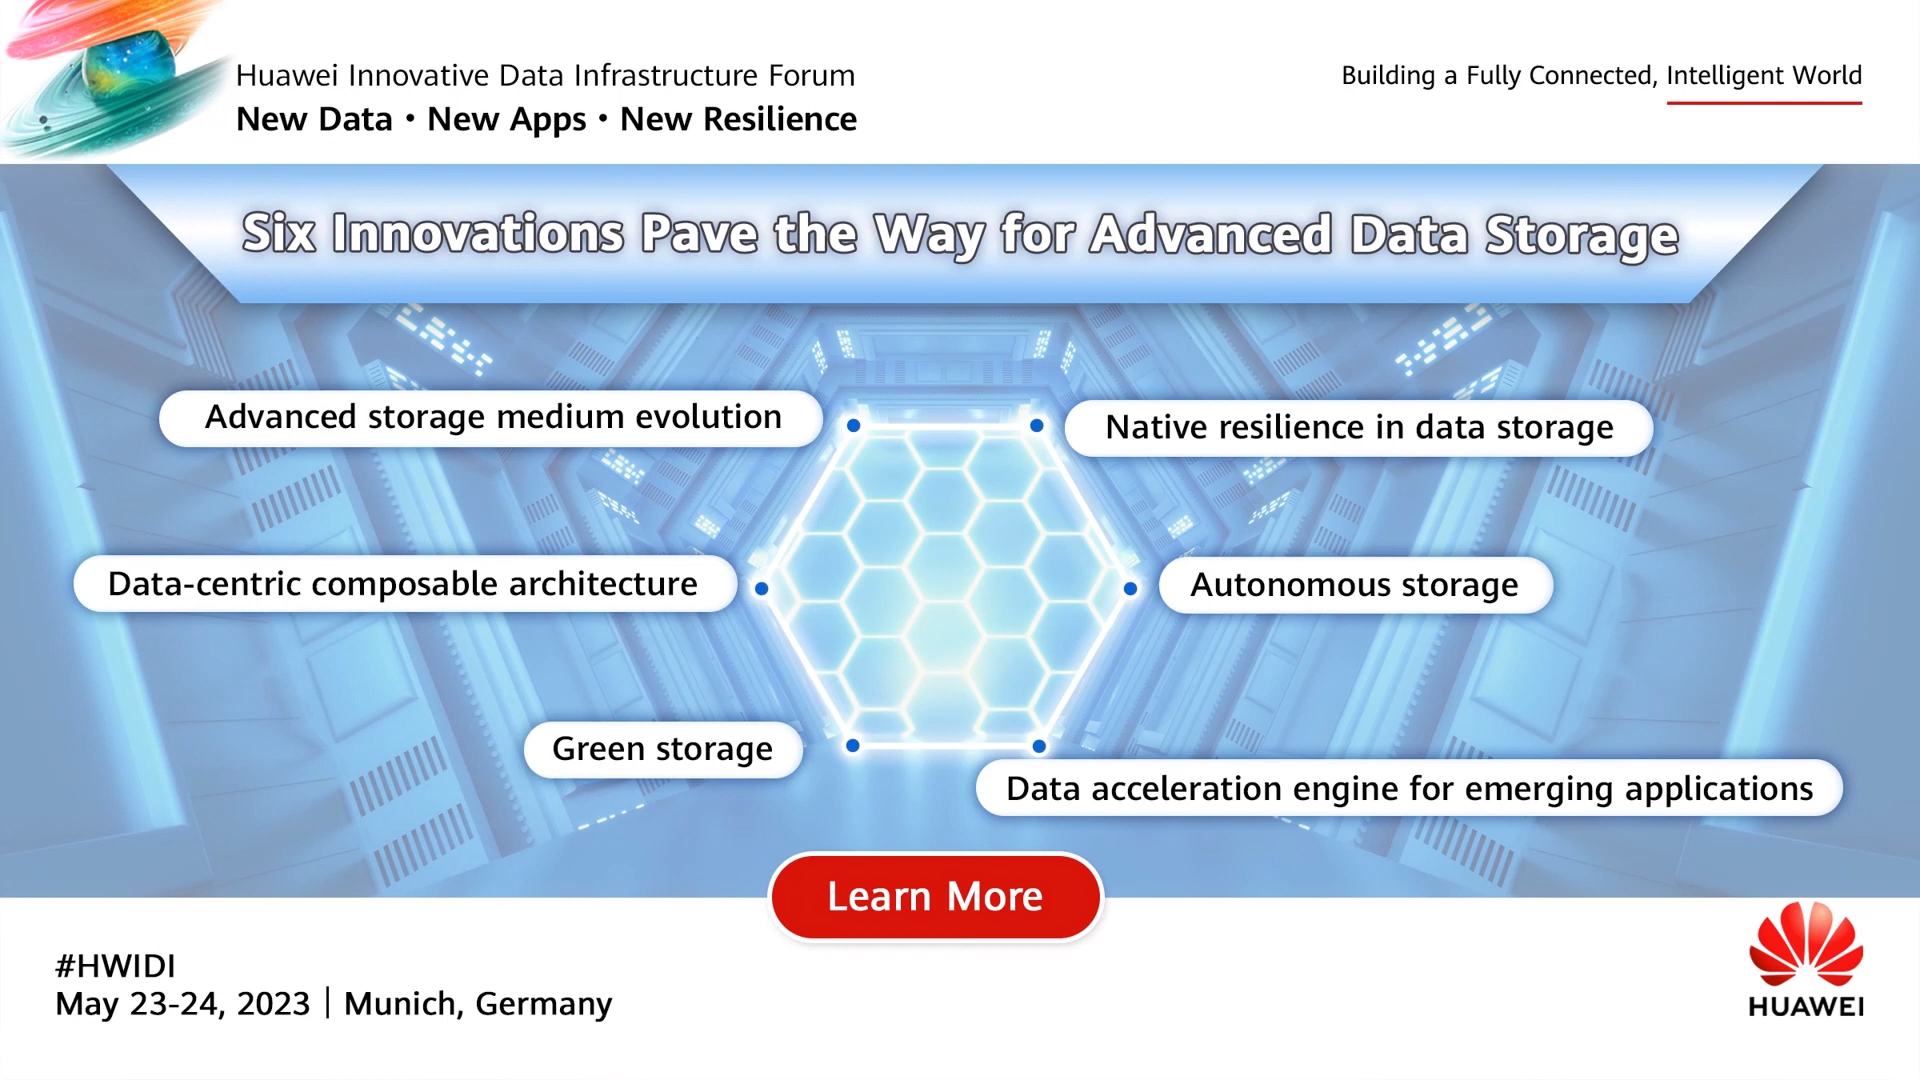 Huawei Innovative Data Infrastructure Forum
New Data • New Apps • New Resilience
Building a Fully Connected, Intelligent World
Six Innovations Pave the Way for Advanced Data Storage
Advanced storage medium evolution
Native resilience in data storage
Data-centric composable architecture
Autonomous storage
Green storage
Data acceleration engine for emerging applications
Learn More
#HWIDI
May 23-24, 2023 | Munich, Germany
HUAWEI